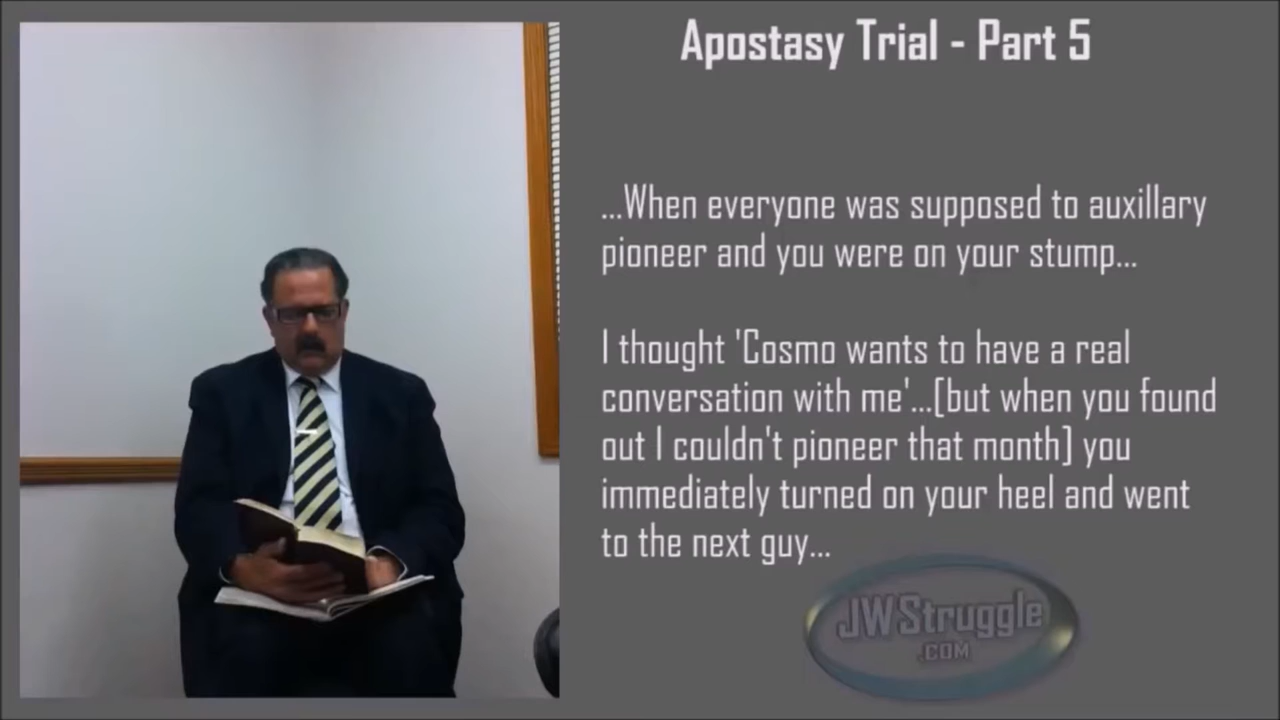 Apostasy Trial - Part 5
...When everyone was supposed to auxillary
pioneer and you were on your stump...
I thought 'Cosmo wants to have a real
conversation with me'...[but when you found
out I couldn't pioneer that month] you
immediately turned on your heel and went
to the next guy...
JWStruggle
.COM